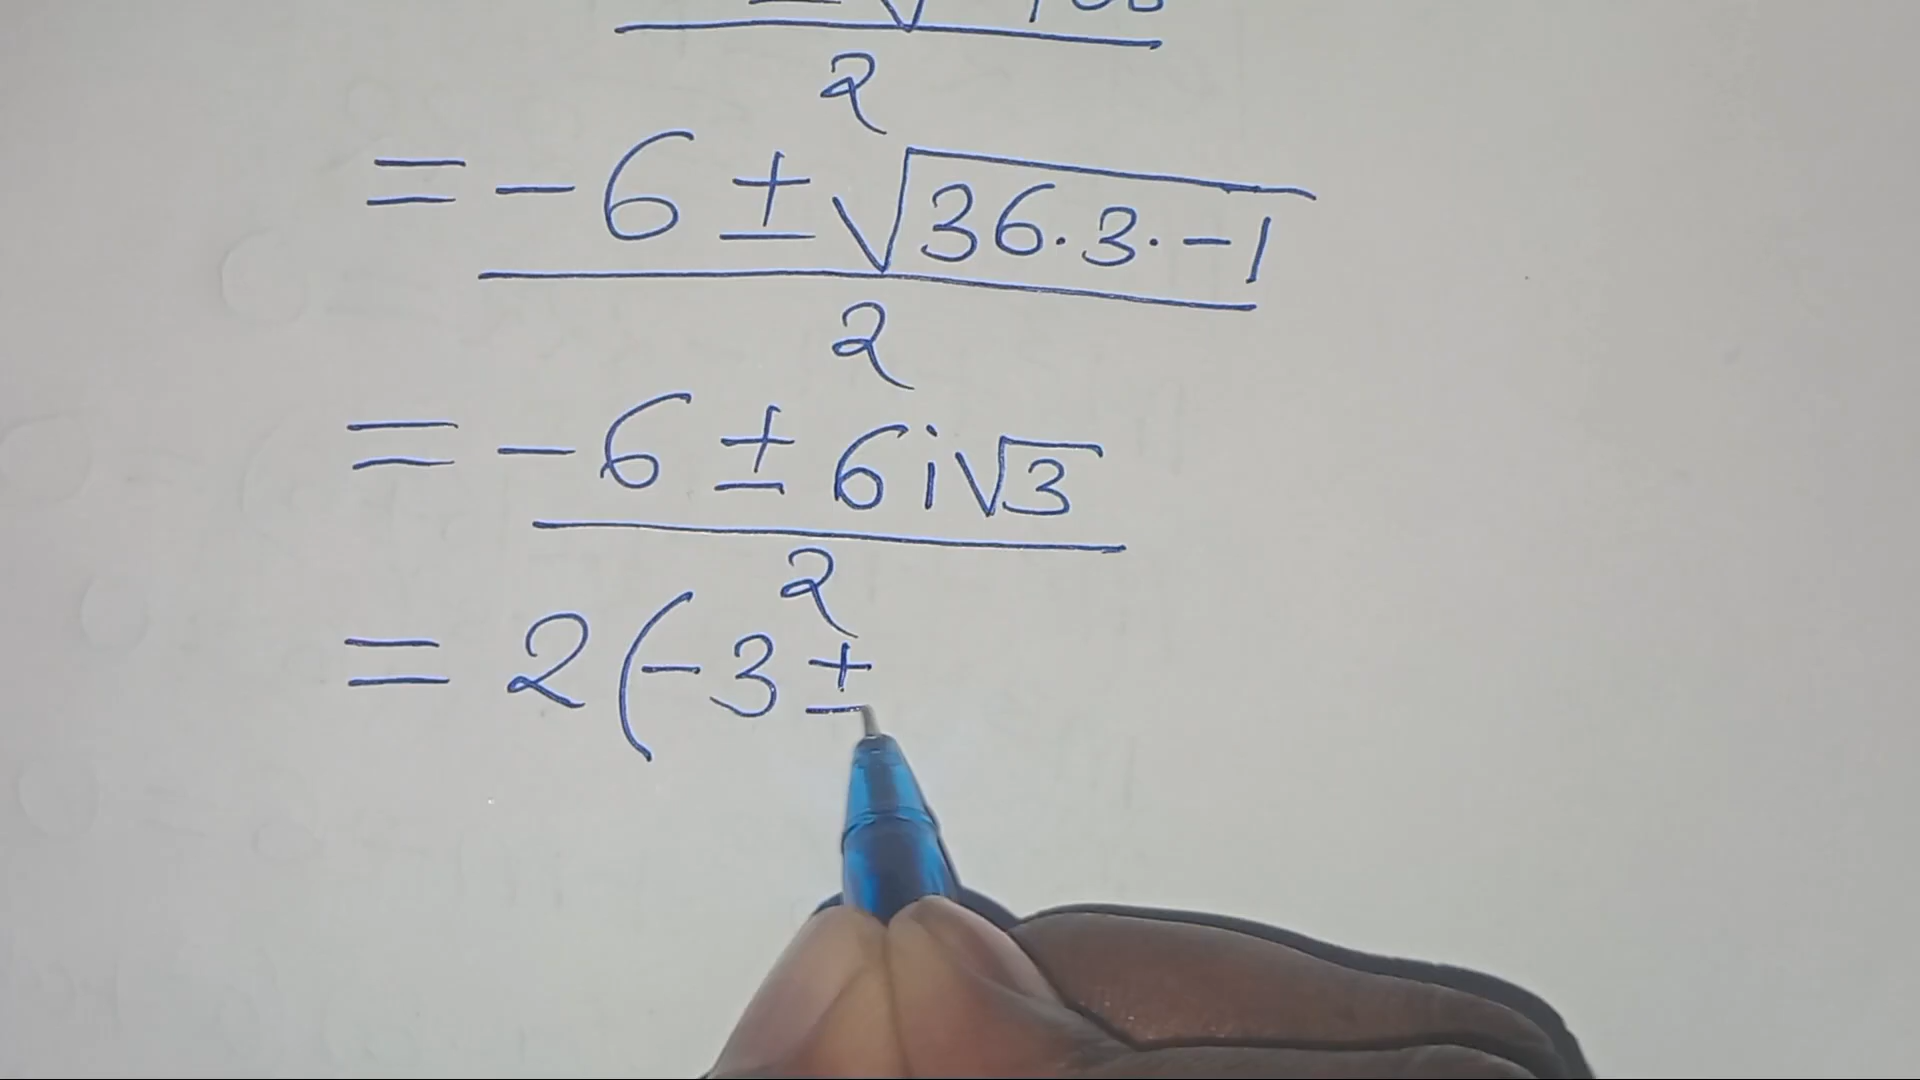 2
= -6 ± √36.3.-1
2
= -6 ± 6i√3
2
= 2(-3 ±